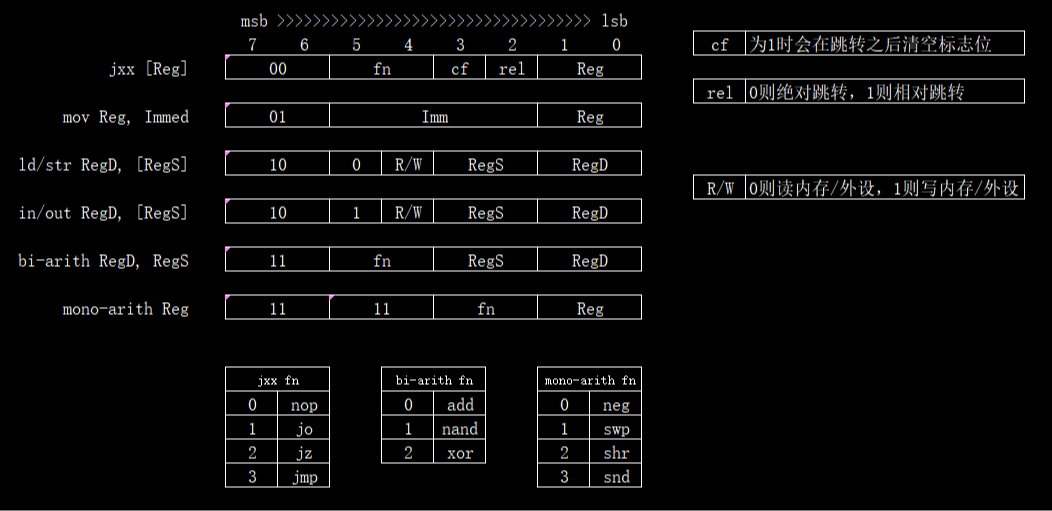 msb >>>>>>>>>>>>>>>>>>>>>>>>>>>>>>>>>>> lsb
7 6 5 4 3 2 1 0
cf 为1时会在跳转之后清空标志位
jxx [Reg] 00 fn cf rel Reg
rel 0则绝对跳转，1则相对跳转
mov Reg, Immed 01 Imm Reg
ld/str RegD, [RegS] 10 0 R/W RegS RegD
R/W 0则读内存/外设，1则写内存/外设
in/out RegD, [RegS] 10 1 R/W RegS RegD
bi-arith RegD, RegS 11 fn RegS RegD
mono-arith Reg 11 11 fn Reg
jxx fn bi-arith fn mono-arith fn
0 nop 0 add 0 neg
1 jo 1 nand 1 swp
2 jz 2 xor 2 shr
3 jmp 3 snd